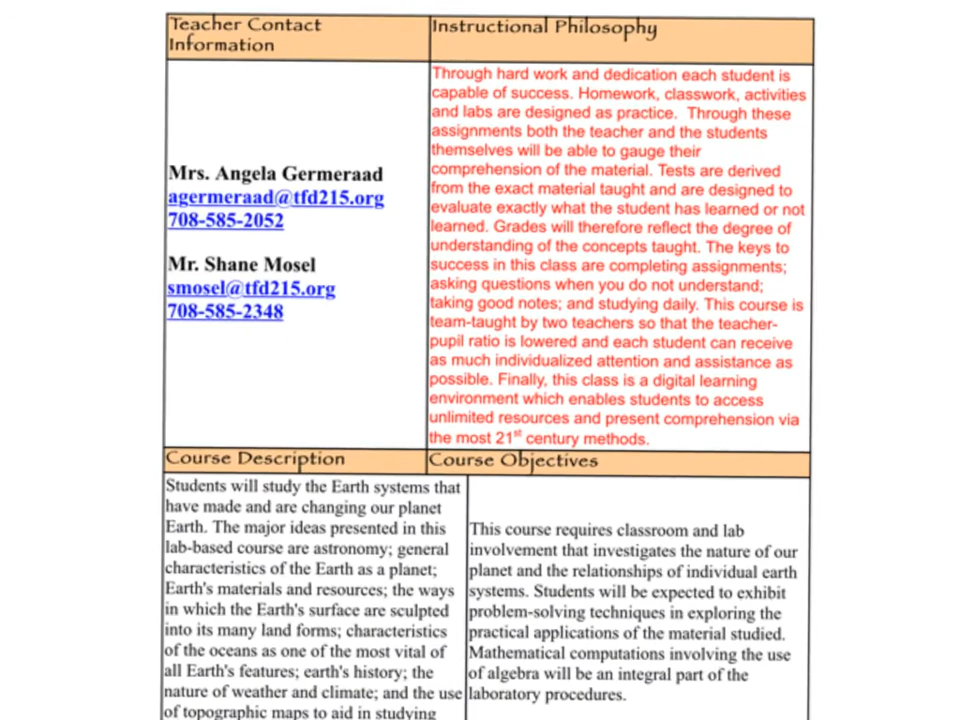 Teacher Contact
Information
Instructional Philosophy
Mrs. Angela Germeraad
agermeraad@tfd215.org
708-585-2052
Mr. Shane Mosel
smosel@tfd215.org
708-585-2348
Through hard work and dedication each student is
capable of success. Homework, classwork, activities
and labs are designed as practice.  Through these
assignments both the teacher and the students
themselves will be able to gauge their
comprehension of the material. Tests are derived
from the exact material taught and are designed to
evaluate exactly what the student has learned or not
learned. Grades will therefore reflect the degree of
understanding of the concepts taught. The keys to
success in this class are completing assignments;
asking questions when you do not understand;
taking good notes; and studying daily. This course is
team-taught by two teachers so that the teacher-
pupil ratio is lowered and each student can receive
as much individualized attention and assistance as
possible. Finally, this class is a digital learning
environment which enables students to access
unlimited resources and present comprehension via
the most 21st century methods.
Course Description
Course Objectives
Students will study the Earth systems that
have made and are changing our planet
Earth. The major ideas presented in this
lab-based course are astronomy; general
characteristics of the Earth as a planet;
Earth's materials and resources; the ways
in which the Earth's surface are sculpted
into its many land forms; characteristics
of the oceans as one of the most vital of
all Earth's features; earth's history; the
nature of weather and climate; and the use
of topographic maps to aid in studying
This course requires classroom and lab
involvement that investigates the nature of our
planet and the relationships of individual earth
systems. Students will be expected to exhibit
problem-solving techniques in exploring the
practical applications of the material studied.
Mathematical computations involving the use
of algebra will be an integral part of the
laboratory procedures.